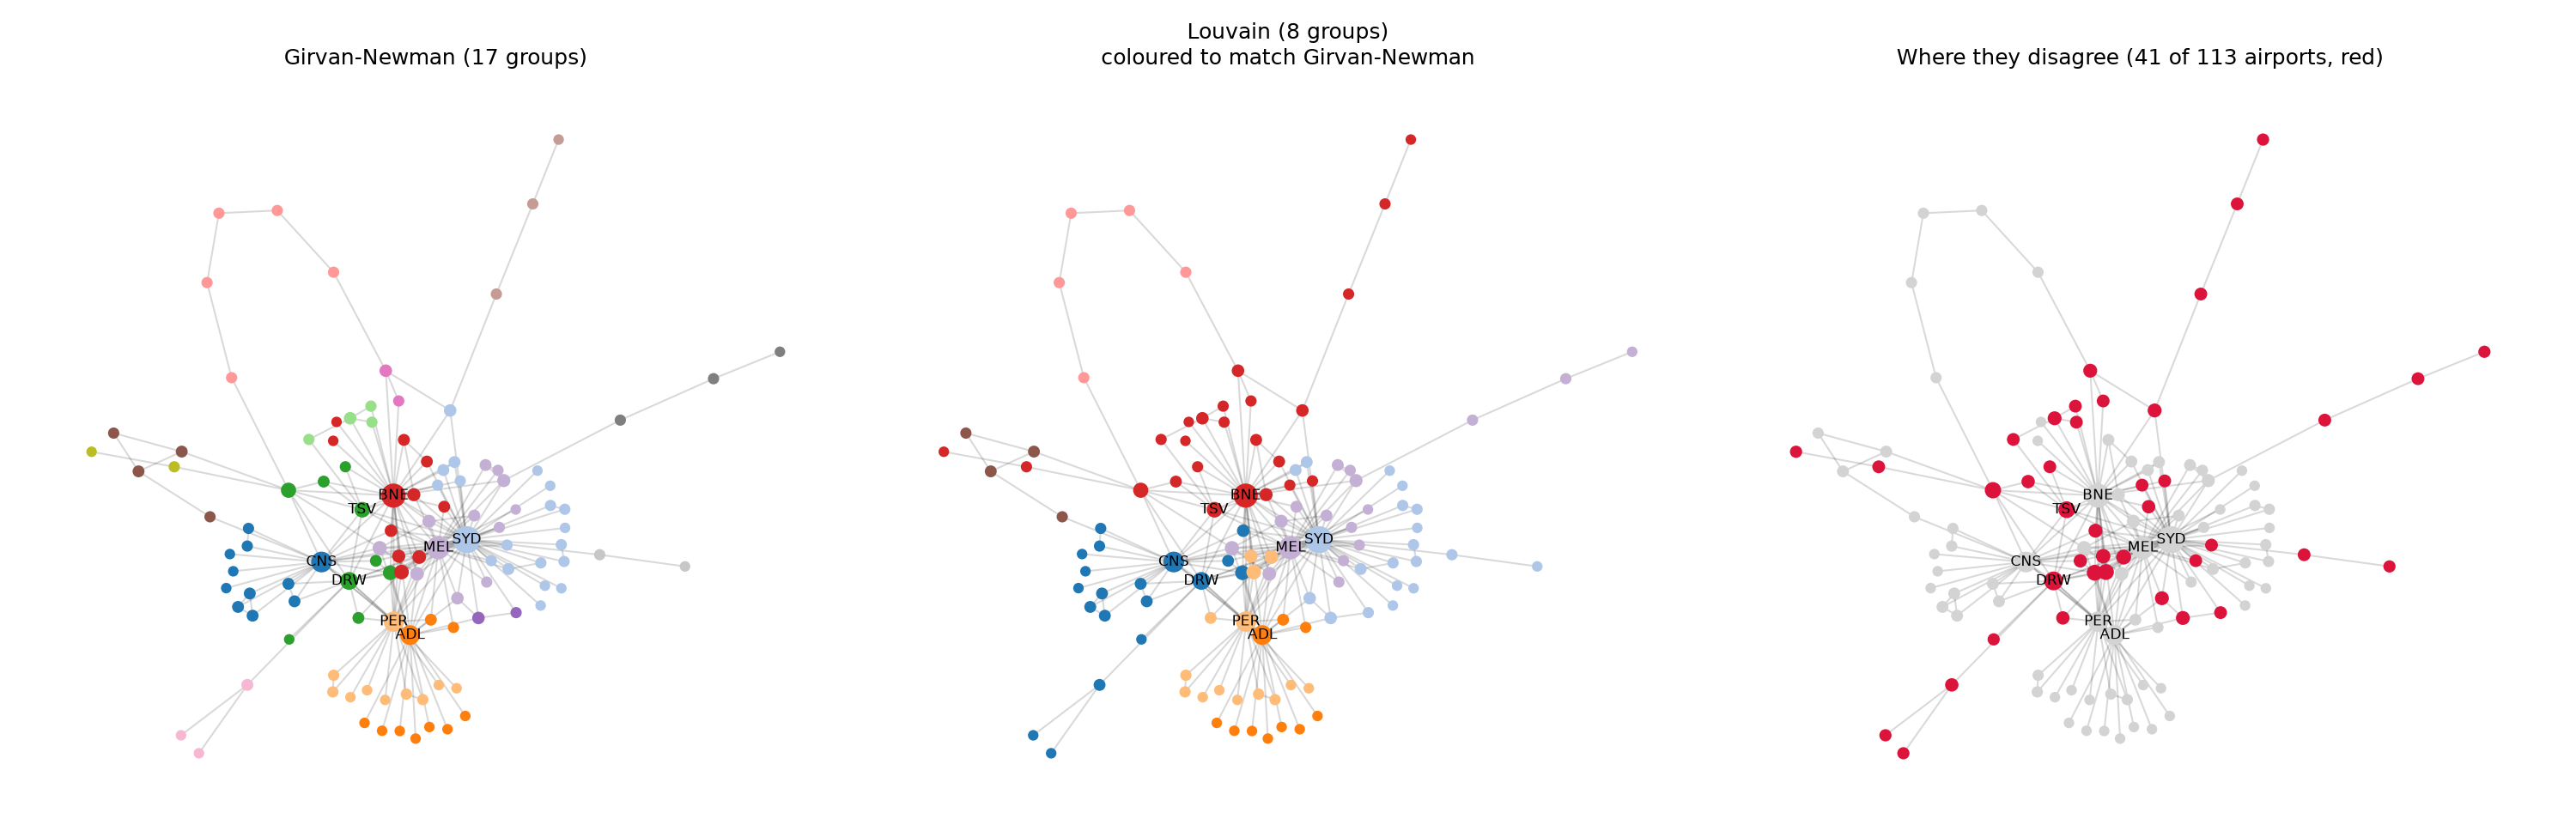 Girvan-Newman (17 groups)
Louvain (8 groups)
coloured to match Girvan-Newman
Where they disagree (41 of 113 airports, red)
BNE
TSV
SYD
MEL
CNS
DRW
PER
ADL
BNE
TSV
SYD
MEL
CNS
DRW
PER
ADL
BNE
TSV
SYD
MEL
CNS
DRW
PER
ADL